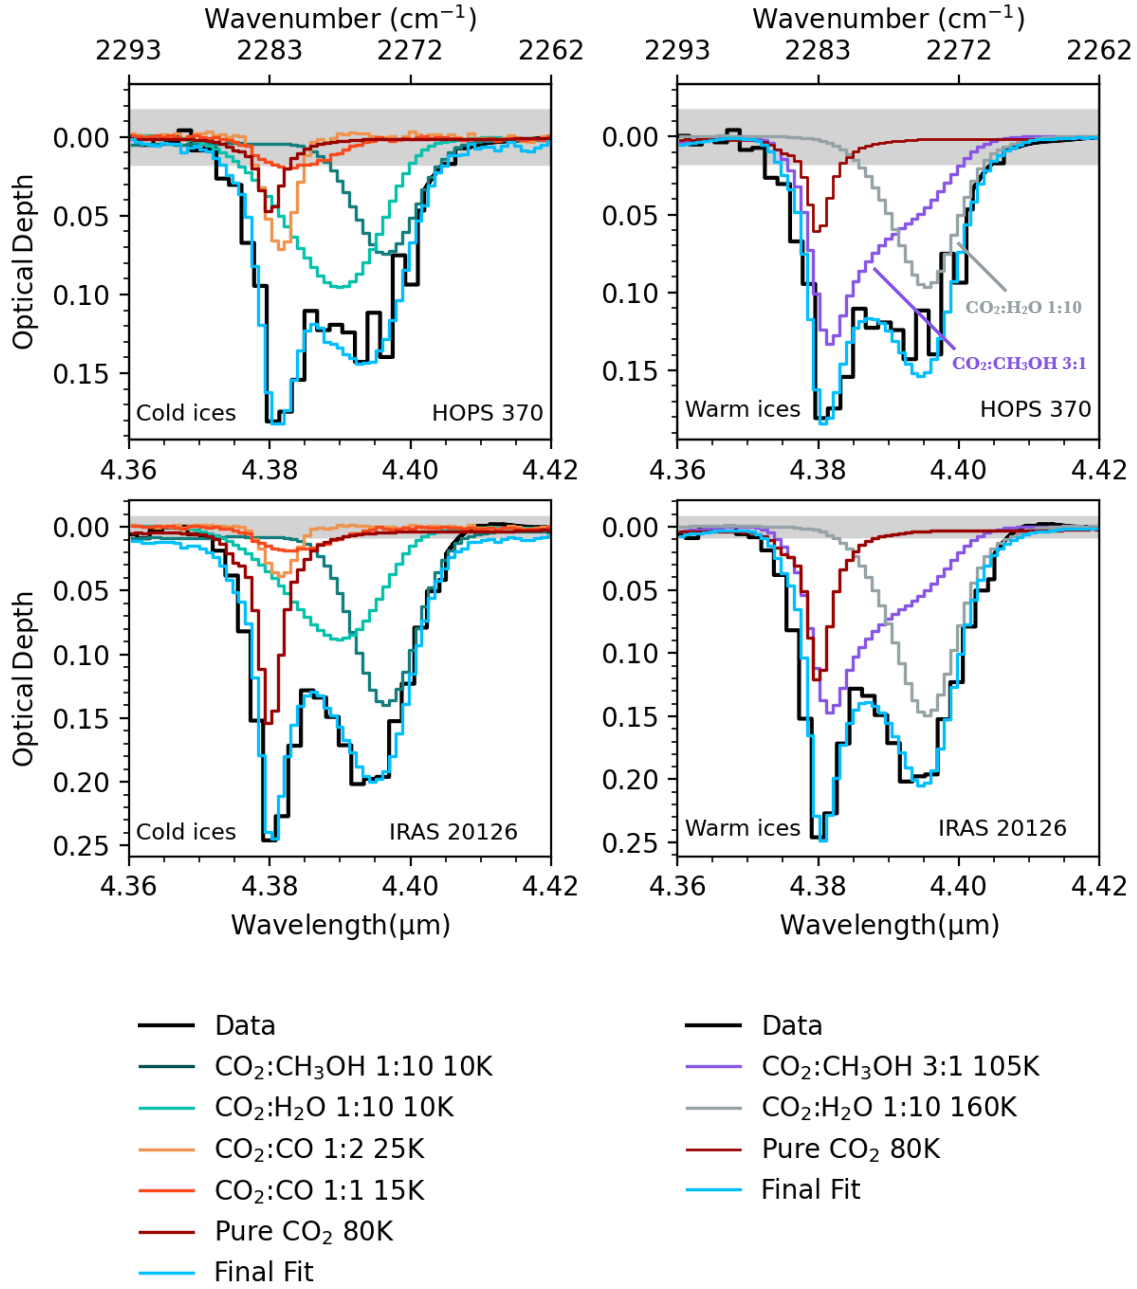 Wavenumber (cm⁻¹) Wavenumber (cm⁻¹)
2293 2283 2272 2262 2293 2283 2272 2262
0.00 0.00
0.05 0.05
0.10 0.10
0.15 0.15
Optical Depth
CO₂:H₂O 1:10
CO₂:CH₃OH 3:1
Cold ices HOPS 370 Warm ices HOPS 370
4.36 4.38 4.40 4.42 4.36 4.38 4.40 4.42
0.00 0.00
0.05 0.05
0.10 0.10
0.15 0.15
0.20 0.20
0.25 0.25
Optical Depth
Cold ices IRAS 20126 Warm ices IRAS 20126
4.36 4.38 4.40 4.42 4.36 4.38 4.40 4.42
Wavelength(μm) Wavelength(μm)
Data
CO₂:CH₃OH 1:10 10K
CO₂:H₂O 1:10 10K
CO₂:CO 1:2 25K
CO₂:CO 1:1 15K
Pure CO₂ 80K
Final Fit
Data
CO₂:CH₃OH 3:1 105K
CO₂:H₂O 1:10 160K
Pure CO₂ 80K
Final Fit